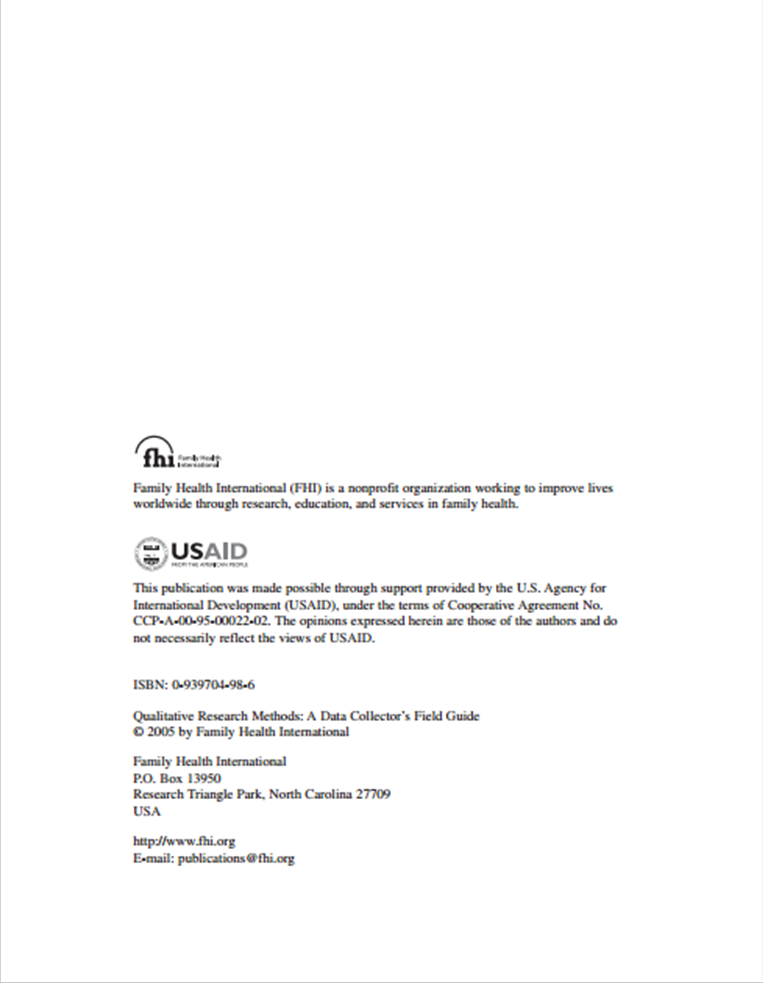 fhi Family Health
International
Family Health International (FHI) is a nonprofit organization working to improve lives
worldwide through research, education, and services in family health.
USAID
FROM THE AMERICAN PEOPLE
This publication was made possible through support provided by the U.S. Agency for
International Development (USAID), under the terms of Cooperative Agreement No.
CCP-A-00-95-00022-02. The opinions expressed herein are those of the authors and do
not necessarily reflect the views of USAID.
ISBN: 0-939704-98-6
Qualitative Research Methods: A Data Collector's Field Guide
© 2005 by Family Health International
Family Health International
P.O. Box 13950
Research Triangle Park, North Carolina 27709
USA
http://www.fhi.org
E-mail: publications@fhi.org